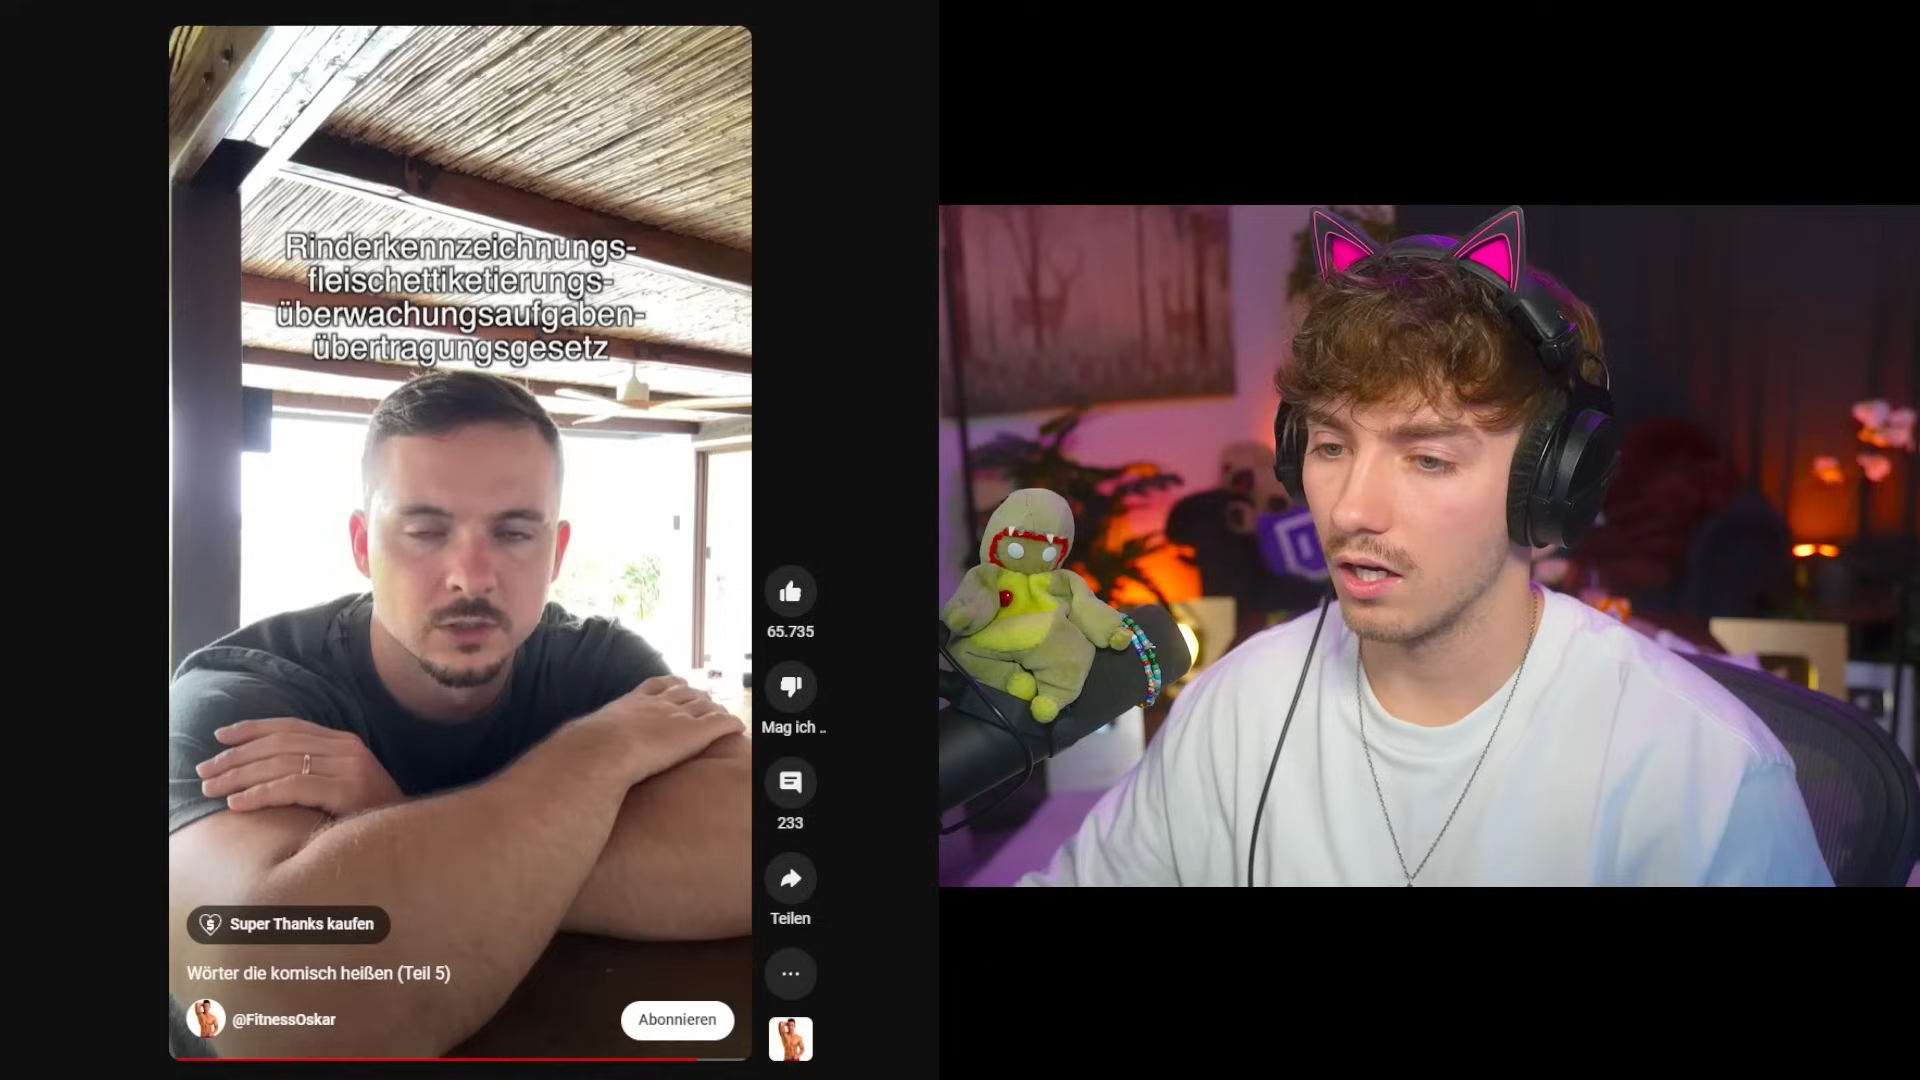 Rinderkennzeichnungs-
fleischettiketierungs-
überwachungsaufgaben-
übertragungsgesetz
65.735
Mag ich ..
233
Teilen
Super Thanks kaufen
Wörter die komisch heißen (Teil 5)
@FitnessOskar
Abonnieren